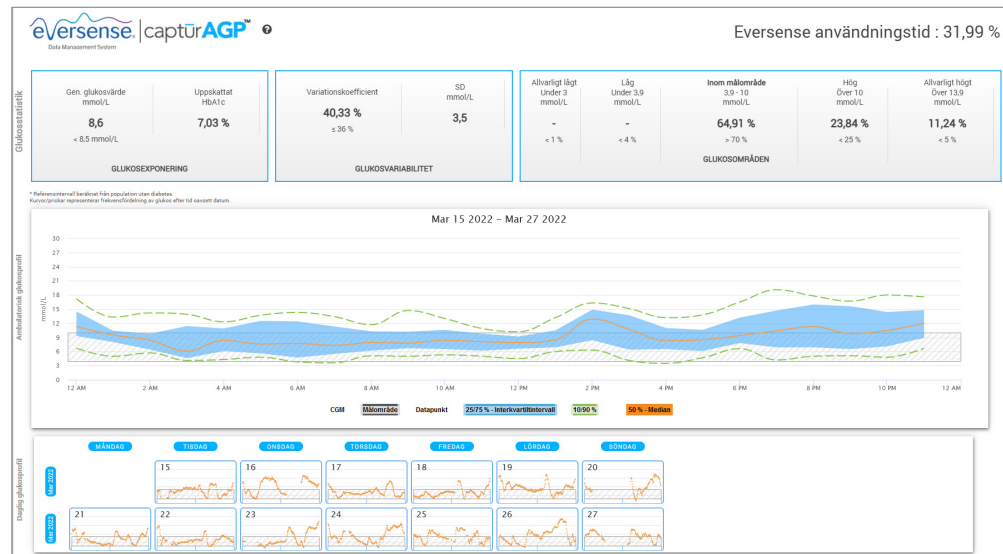 eversense. | captūrAGP™ ?
Data Management System
Eversense användningstid : 31,99 %
Glukosstatistik
Gen. glukosvärde
mmol/L
8,6
< 8,5 mmol/L
Uppskattat
HbA1c
7,03 %
GLUKOSEXPONERING
Variationskoefficient
40,33 %
≤ 36 %
SD
mmol/L
3,5
GLUKOSVARIABILITET
Allvarligt lågt
Under 3
mmol/L
-
< 1 %
Låg
Under 3,9
mmol/L
-
< 4 %
Inom målområde
3,9 - 10
mmol/L
64,91 %
> 70 %
Hög
Över 10
mmol/L
23,84 %
< 25 %
Allvarligt högt
Över 13,9
mmol/L
11,24 %
< 5 %
GLUKOSOMRÅDEN
* Referensintervall beräknat från population utan diabetes.
Kurvor/prickar representerar frekvensfördelning av glukos efter tid oavsett datum.
Ambulatorisk glukosprofil
Mar 15 2022 - Mar 27 2022
mmol/L
30
27
24
21
18
15
12
9
6
3
0
12 AM 2 AM 4 AM 6 AM 8 AM 10 AM 12 PM 2 PM 4 PM 6 PM 8 PM 10 PM 12 AM
CGM Målområde Datapunkt 25/75 % - Interkvartilintervall 10/90 % 50 % - Median
Daglig glukosprofil
MÅNDAG TISDAG ONSDAG TORSDAG FREDAG LÖRDAG SÖNDAG
Mar 2022
15 16 17 18 19 20
Mar 2022
21 22 23 24 25 26 27